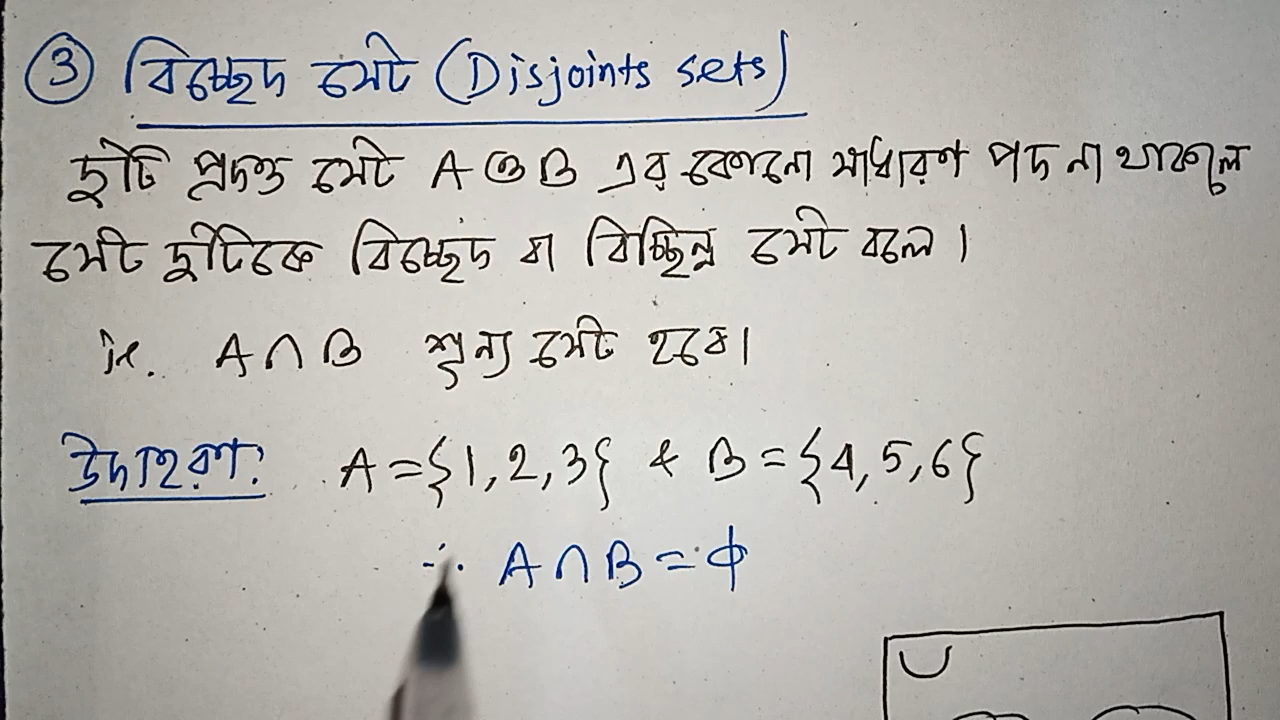 ③ বিচ্ছেদ সেট (Disjoints sets)
দুটি প্রদত্ত সেট A ও B এর কোনো সাধারণ পদ না থাকলে
সেট দুটিকে বিচ্ছেদ বা বিচ্ছিন্ন সেট বলে।
ie. A∩B শূন্য সেট হবে।
উদাহরণ: A={1,2,3} & B={4,5,6}
∴ A∩B=ϕ
U